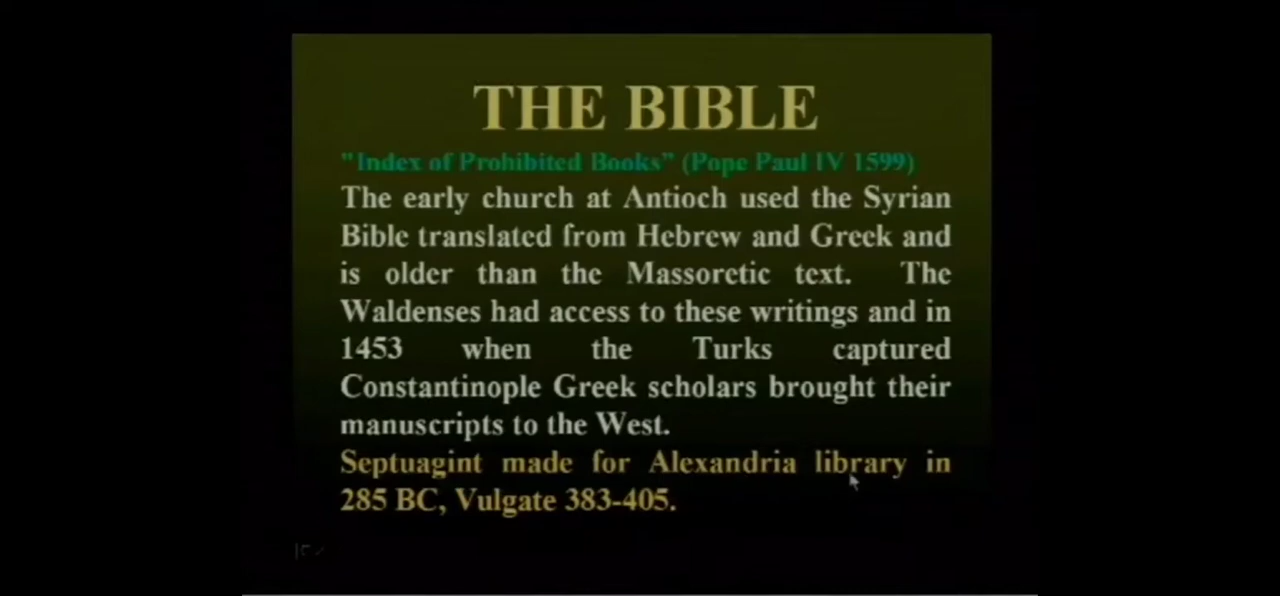 THE BIBLE
"Index of Prohibited Books" (Pope Paul IV 1599)
The early church at Antioch used the Syrian
Bible translated from Hebrew and Greek and
is older than the Massoretic text. The
Waldenses had access to these writings and in
1453 when the Turks captured
Constantinople Greek scholars brought their
manuscripts to the West.
Septuagint made for Alexandria library in
285 BC, Vulgate 383-405.